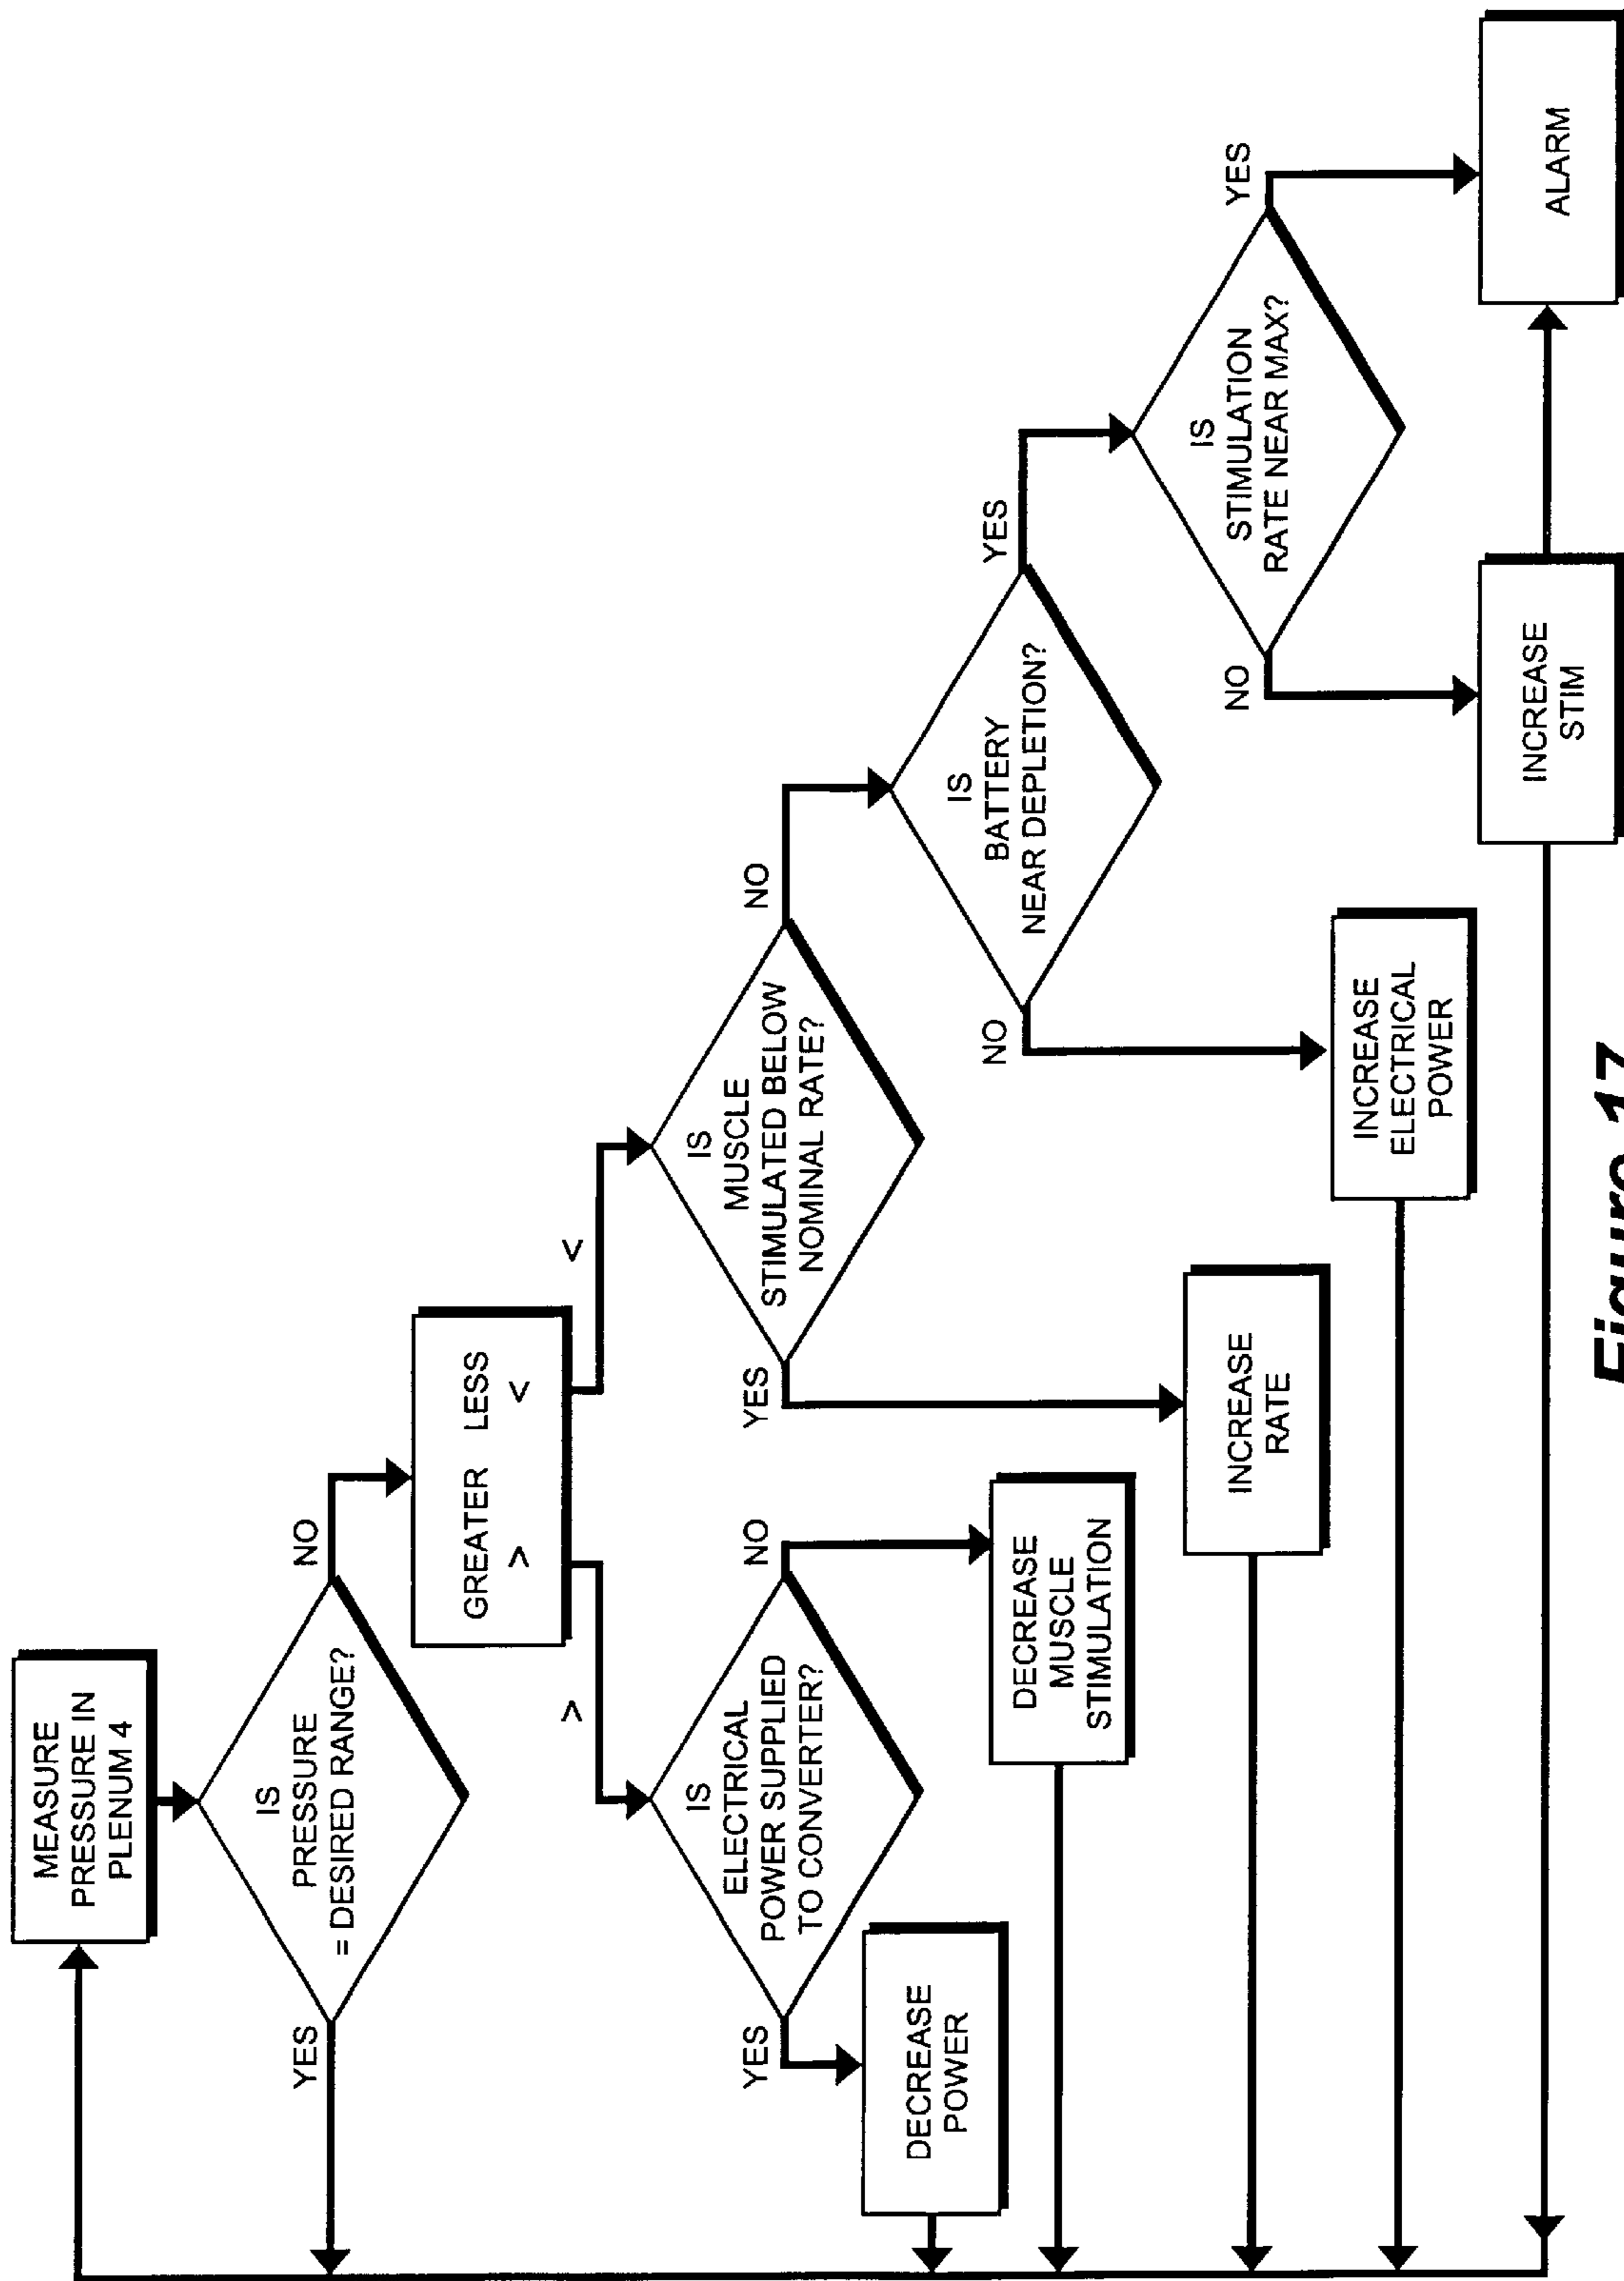 MEASURE
PRESSURE IN
PLENUM 4
IS
PRESSURE
= DESIRED RANGE?
YES
NO
GREATER LESS
> <
>
<
IS
ELECTRICAL
POWER SUPPLIED
TO CONVERTER?
YES
NO
DECREASE
POWER
DECREASE
MUSCLE
STIMULATION
IS
MUSCLE
STIMULATED BELOW
NOMINAL RATE?
YES
NO
INCREASE
RATE
IS
BATTERY
NEAR DEPLETION?
NO
YES
INCREASE
ELECTRICAL
POWER
IS
STIMULATION
RATE NEAR MAX?
NO
YES
INCREASE
STIM
ALARM
Figure 17